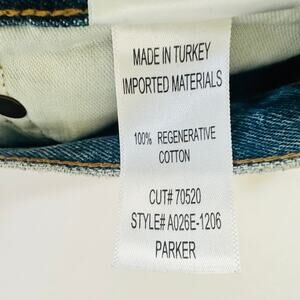 MADE IN TURKEY
IMPORTED MATERIALS
100% REGENERATIVE
COTTON
CUT# 70520
STYLE# A026E-1206
PARKER